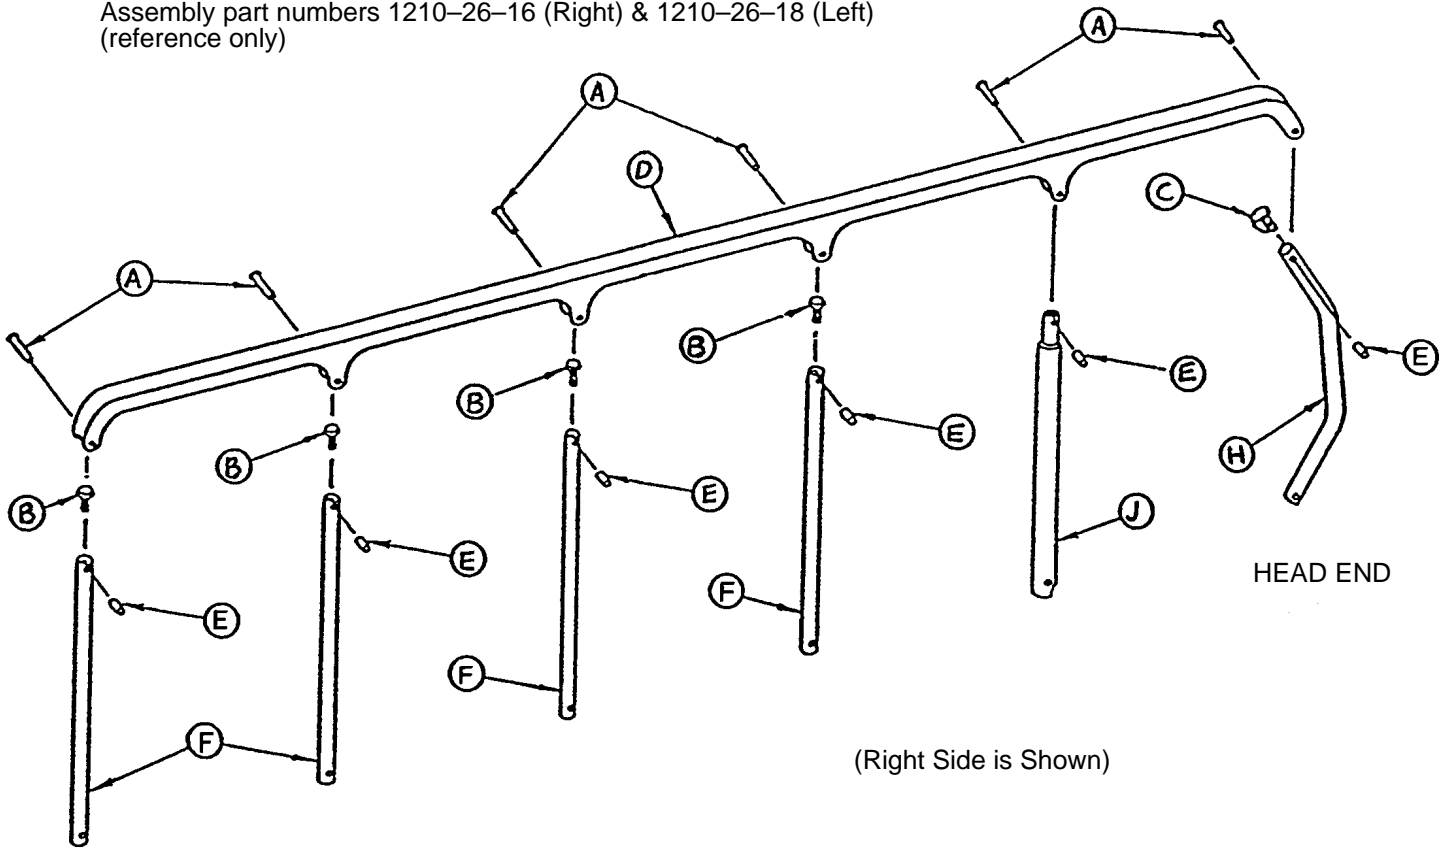 Assembly part numbers 1210–26–16 (Right) & 1210–26–18 (Left)
(reference only)
A
A
A
D
C
B
E
B
E
B
E
H
B
E
J
E
F
HEAD END
E
F
F
(Right Side is Shown)